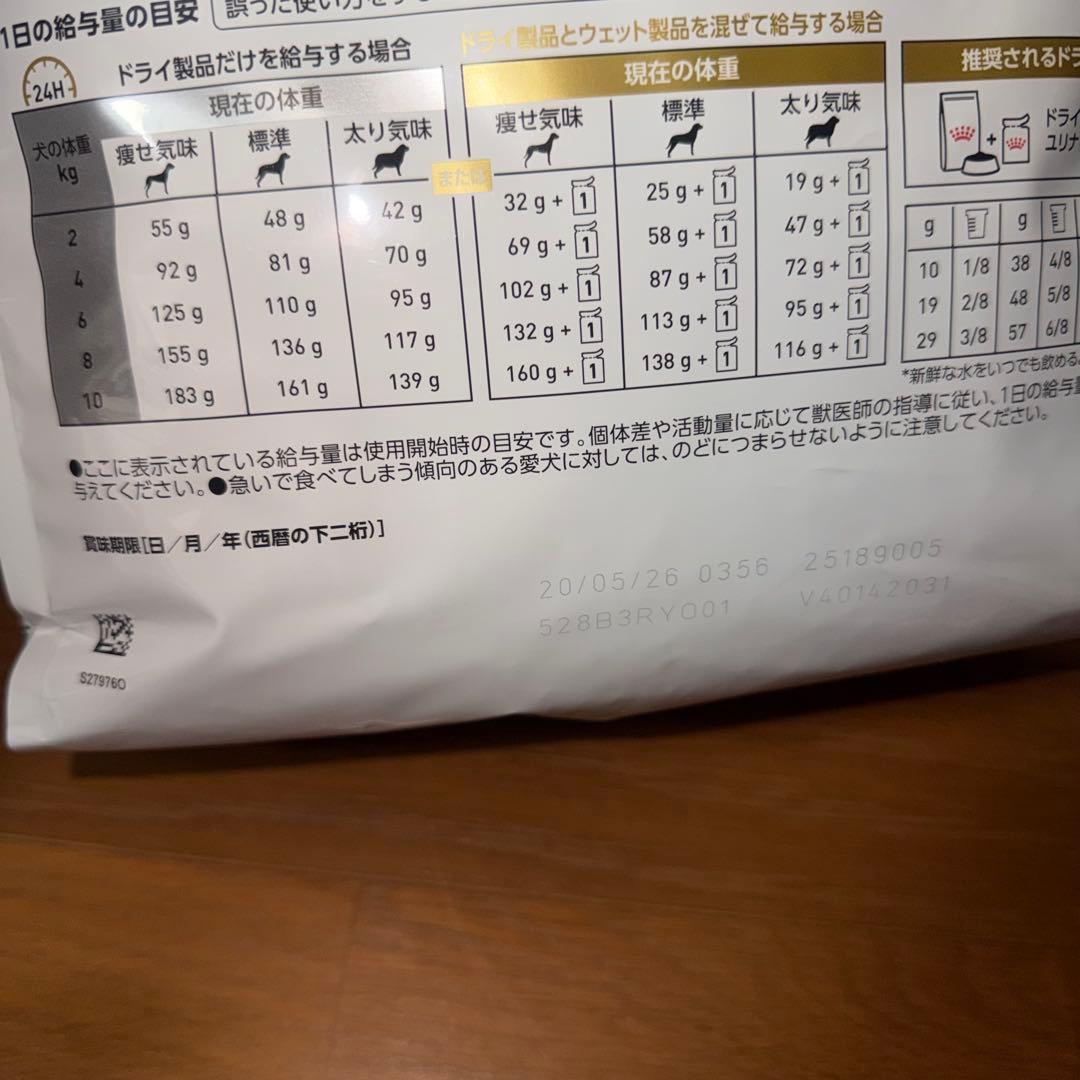 1日の給与量の目安
24H
ドライ製品だけを給与する場合
現在の体重
犬の体重 kg 痩せ気味 標準 太り気味
2 55 g 48 g 42 g
4 92 g 81 g 70 g
6 125 g 110 g 95 g
8 155 g 136 g 117 g
10 183 g 161 g 139 g
または
ドライ製品とウェット製品を混ぜて給与する場合
現在の体重
痩せ気味 標準 太り気味
32 g + 1 25 g + 1 19 g + 1
69 g + 1 58 g + 1 47 g + 1
102 g + 1 87 g + 1 72 g + 1
132 g + 1 113 g + 1 95 g + 1
160 g + 1 138 g + 1 116 g + 1
推奨されるドラ
+ ドライ
ユリナ
g g
10 1/8 38 4/8
19 2/8 48 5/8
29 3/8 57 6/8
*新鮮な水をいつでも飲める
●ここに表示されている給与量は使用開始時の目安です。個体差や活動量に応じて獣医師の指導に従い、1日の給与量
与えてください。●急いで食べてしまう傾向のある愛犬に対しては、のどにつまらせないように注意してください。
賞味期限[日/月/年(西暦の下二桁)]
20/05/26 0356 25189005
528B3RYO01 V40142031
S279760